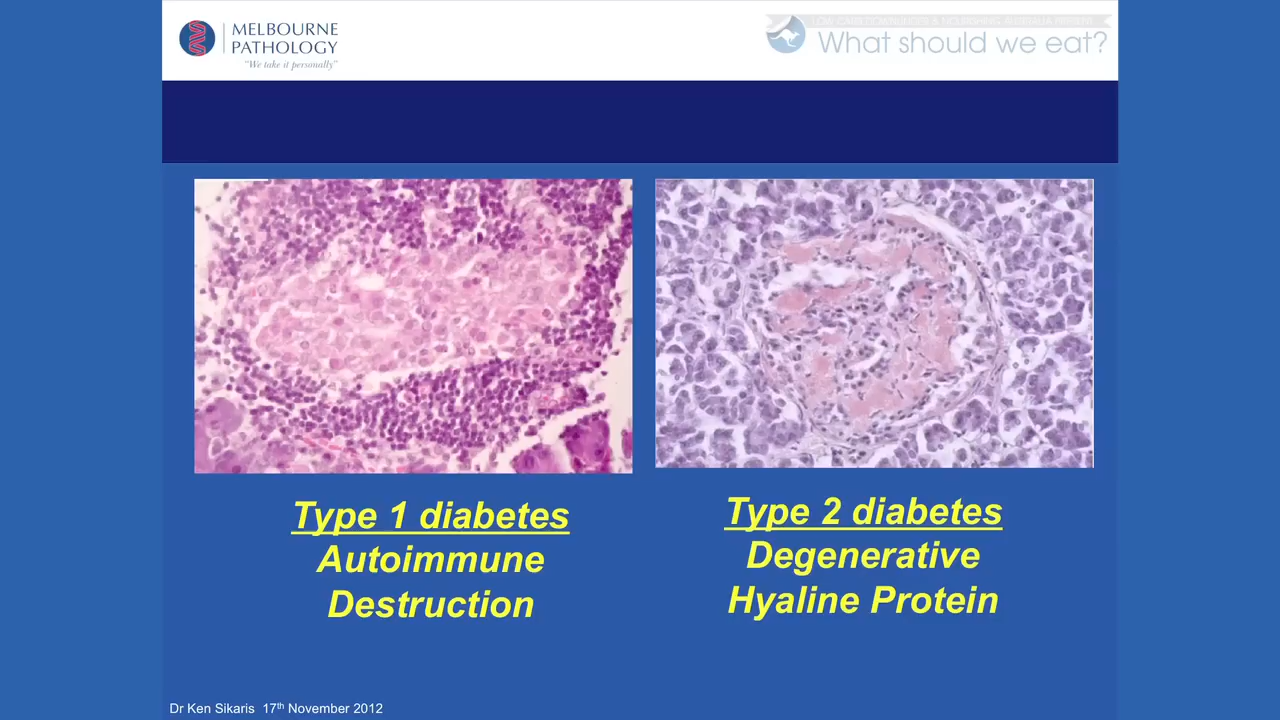 MELBOURNE
PATHOLOGY
"We take it personally"
What should we eat?
Type 1 diabetes
Autoimmune
Destruction
Type 2 diabetes
Degenerative
Hyaline Protein
Dr Ken Sikaris 17th November 2012